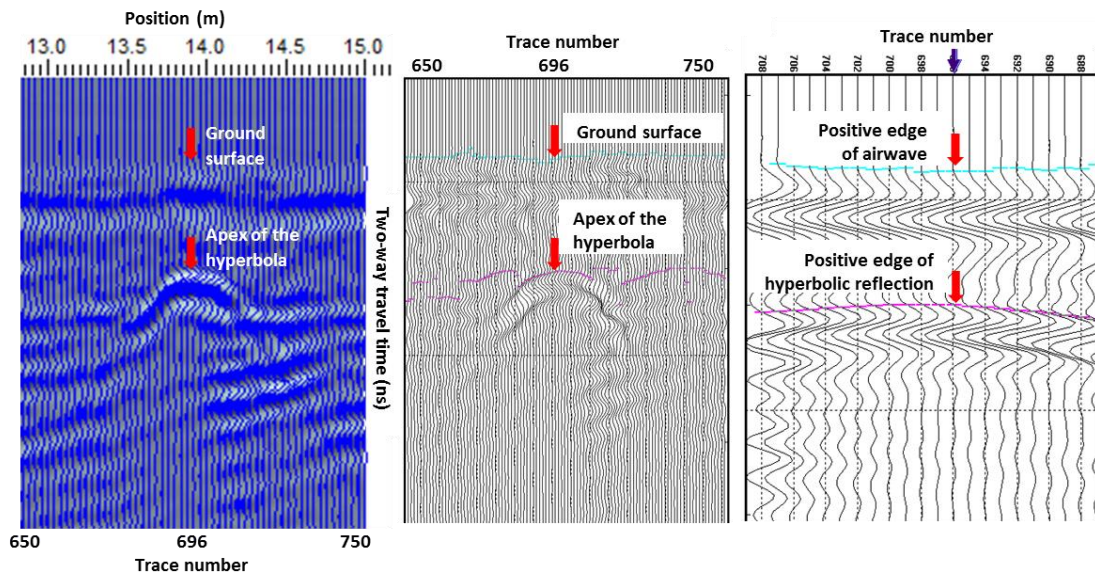 Position (m)
13.0 13.5 14.0 14.5 15.0
Ground
surface
Apex of the
hyperbola
Two-way travel time (ns)
650 696 750
Trace number
Trace number
650 696 750
Ground surface
Apex of the
hyperbola
Trace number
708 706 704 702 700 698 694 692 690 688
Positive edge
of airwave
Positive edge of
hyperbolic reflection